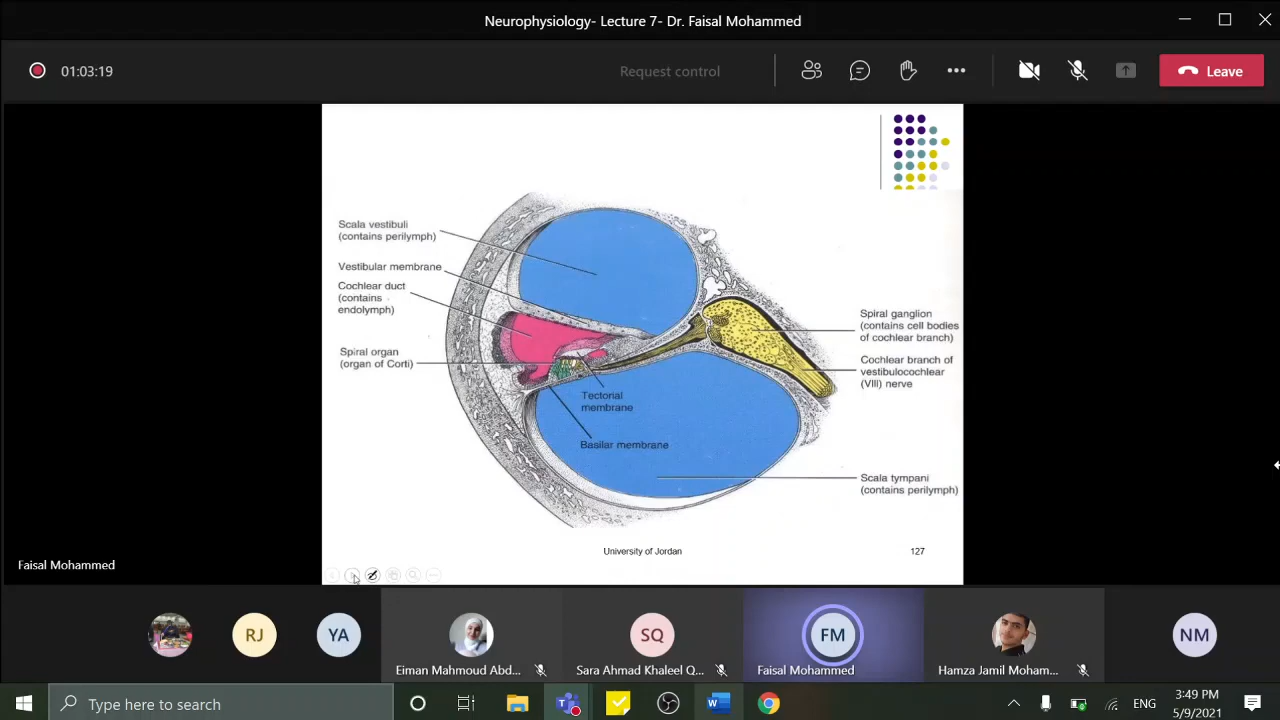 Neurophysiology- Lecture 7- Dr. Faisal Mohammed
01:03:19
Request control
Leave
Scala vestibuli
(contains perilymph)
Vestibular membrane
Cochlear duct
(contains
endolymph)
Spiral organ
(organ of Corti)
Tectorial
membrane
Basilar membrane
Spiral ganglion
(contains cell bodies
of cochlear branch)
Cochlear branch of
vestibulocochlear
(VIII) nerve
Scala tympani
(contains perilymph)
University of Jordan
127
Faisal Mohammed
RJ
YA
SQ
FM
NM
Eiman Mahmoud Abd...
Sara Ahmad Khaleel Q...
Faisal Mohammed
Hamza Jamil Moham...
Type here to search
ENG
3:49 PM
5/9/2021